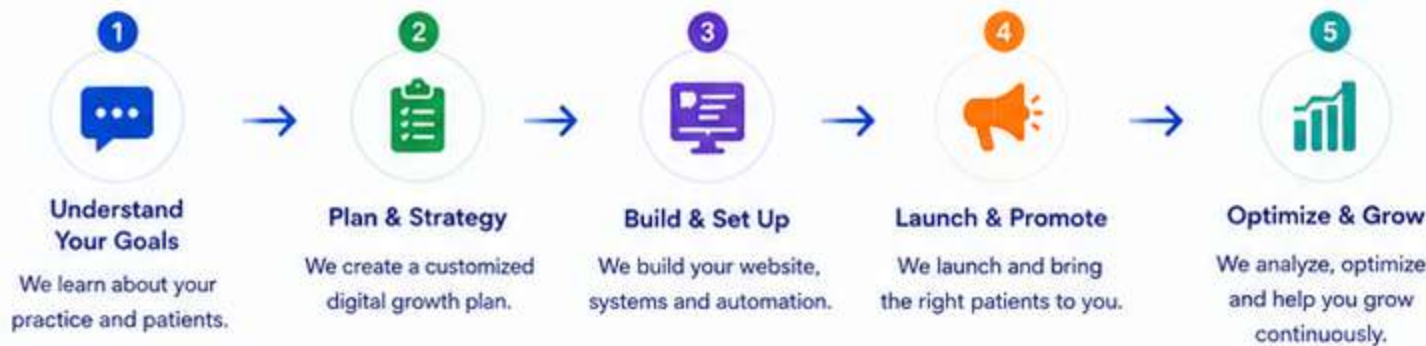 1
Understand
Your Goals
We learn about your
practice and patients.
2
Plan & Strategy
We create a customized
digital growth plan.
3
Build & Set Up
We build your website,
systems and automation.
4
Launch & Promote
We launch and bring
the right patients to you.
5
Optimize & Grow
We analyze, optimize
and help you grow
continuously.